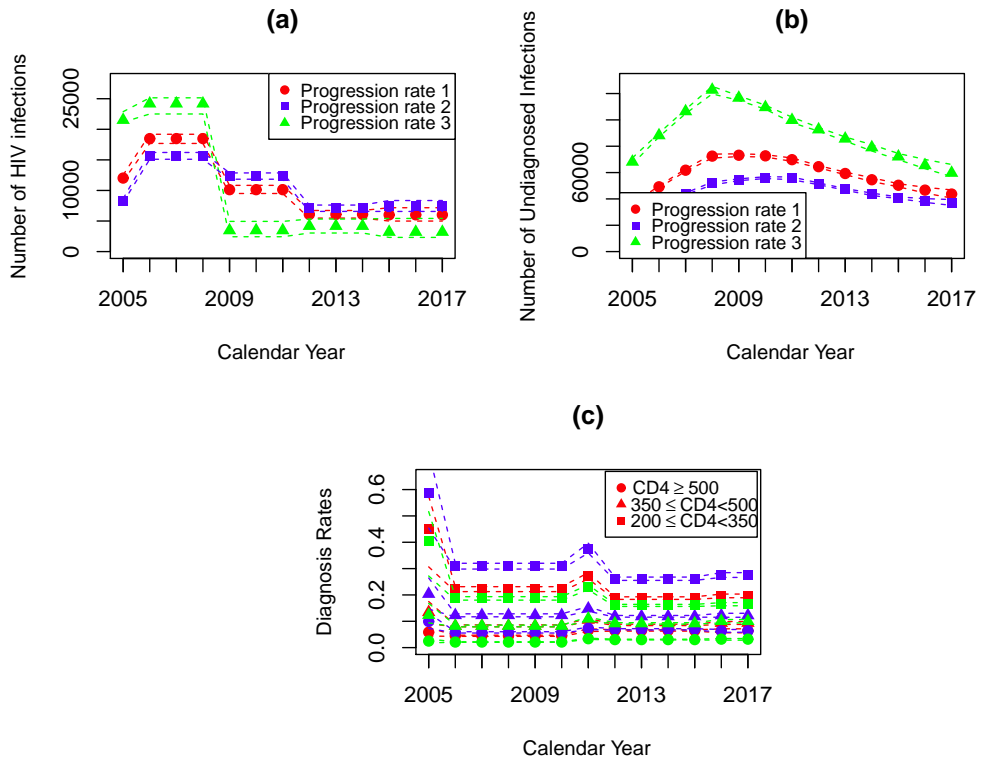 (a)
Number of HIV infections
0
10000
25000
Progression rate 1
Progression rate 2
Progression rate 3
2005
2009
2013
2017
Calendar Year
(b)
Number of Undiagnosed Infections
0
60000
Progression rate 1
Progression rate 2
Progression rate 3
2005
2009
2013
2017
Calendar Year
(c)
Diagnosis Rates
0.0
0.2
0.4
0.6
CD4 ≥ 500
350 ≤ CD4<500
200 ≤ CD4<350
2005
2009
2013
2017
Calendar Year